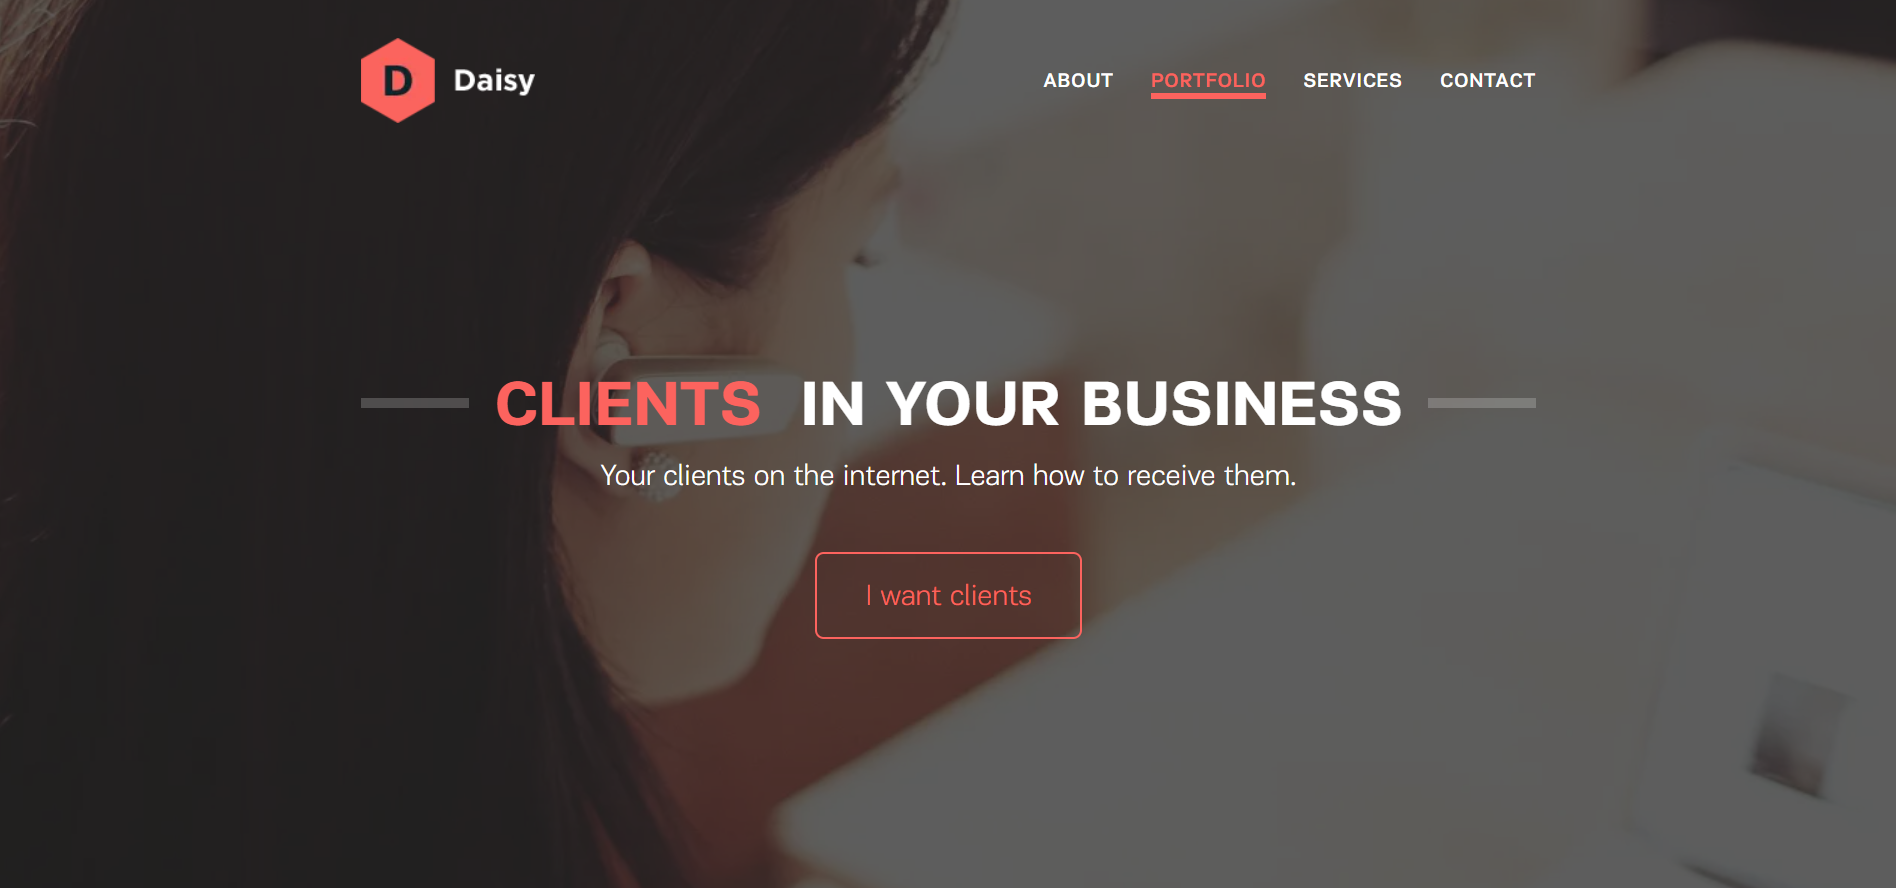 D Daisy
ABOUT PORTFOLIO SERVICES CONTACT
CLIENTS IN YOUR BUSINESS
Your clients on the internet. Learn how to receive them.
I want clients